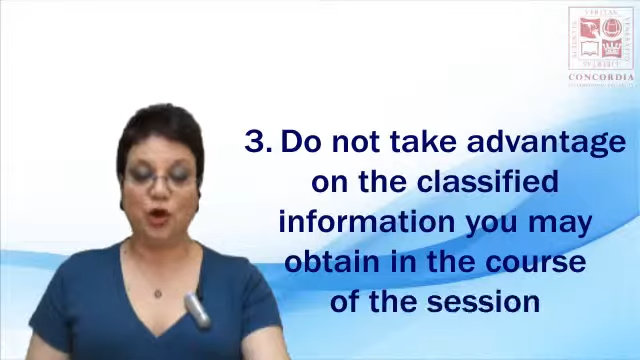 CONCORDIA
3. Do not take advantage
on the classified
information you may
obtain in the course
of the session